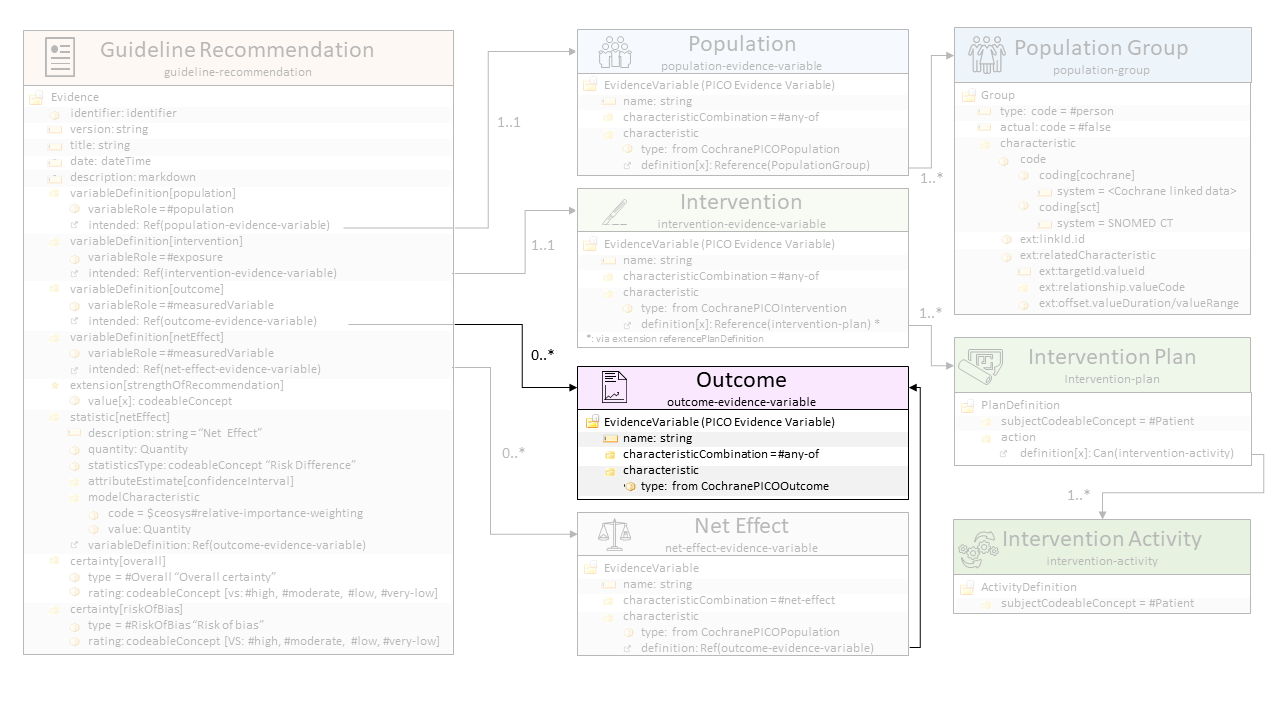 Guideline Recommendation
guideline-recommendation
Evidence
identifier: Identifier
version: string
title: string
date: dateTime
description: markdown
variableDefinition[population]
variableRole =#population
intended: Ref(population-evidence-variable)
variableDefinition[intervention]
variableRole =#exposure
intended: Ref(intervention-evidence-variable)
variableDefinition[outcome]
variableRole =#measuredVariable
intended: Ref(outcome-evidence-variable)
variableDefinition[netEffect]
variableRole =#measuredVariable
intended: Ref(net-effect-evidence-variable)
extension[strengthOfRecommendation]
value[x]: codeableConcept
statistic[netEffect]
description: string = “Net Effect”
quantity: Quantity
statisticsType: codeableConcept “Risk Difference”
attributeEstimate[confidenceInterval]
modelCharacteristic
code = $ceosys#relative-importance-weighting
value: Quantity
variableDefinition: Ref(outcome-evidence-variable)
certainty[overall]
type = #Overall “Overall certainty”
rating: codeableConcept [vs: #high, #moderate, #low, #very-low]
certainty[riskOfBias]
type = #RiskOfBias “Risk of bias”
rating: codeableConcept [VS: #high, #moderate, #low, #very-low]
1..1
1..1
0..*
0..*
Population
population-evidence-variable
EvidenceVariable (PICO Evidence Variable)
name: string
characteristicCombination =#any-of
characteristic
type: from CochranePICOPopulation
definition[x]: Reference(PopulationGroup)
Intervention
intervention-evidence-variable
EvidenceVariable (PICO Evidence Variable)
name: string
characteristicCombination =#any-of
characteristic
type: from CochranePICOIntervention
definition[x]: Reference(intervention-plan) *
*: via extension referencePlanDefinition
Outcome
outcome-evidence-variable
EvidenceVariable (PICO Evidence Variable)
name: string
characteristicCombination =#any-of
characteristic
type: from CochranePICOOutcome
Net Effect
net-effect-evidence-variable
EvidenceVariable
name: string
characteristicCombination =#net-effect
characteristic
type: from CochranePICOPopulation
definition: Ref(outcome-evidence-variable)
1..*
1..*
Population Group
population-group
Group
type: code = #person
actual: code = #false
characteristic
code
coding[cochrane]
system = <Cochrane linked data>
coding[sct]
system = SNOMED CT
ext:linkId.id
ext:relatedCharacteristic
ext:targetId.valueid
ext:relationship.valueCode
ext:offset.valueDuration/valueRange
Intervention Plan
intervention-plan
PlanDefinition
subjectCodeableConcept = #Patient
action
definition[x]: Can(intervention-activity)
1..*
Intervention Activity
intervention-activity
ActivityDefinition
subjectCodeableConcept = #Patient